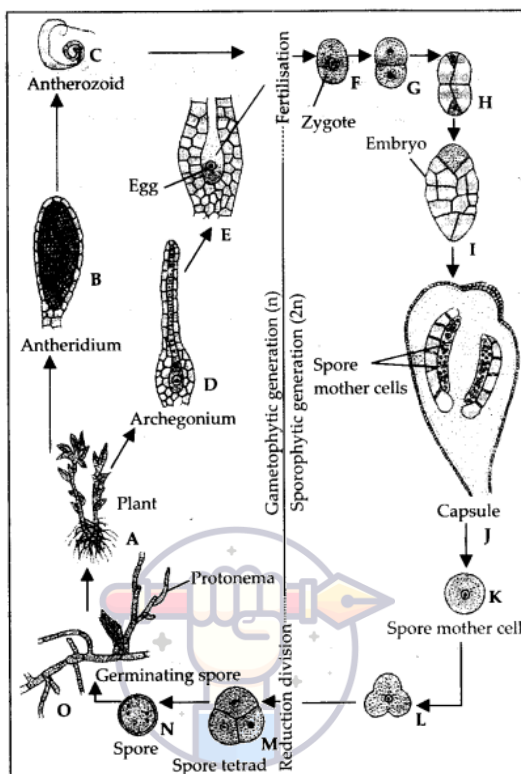 C
Antherozoid
Fertilisation
F
G
H
Zygote
Embryo
Egg
E
I
B
Antheridium
D
Archegonium
Gametophytic generation (n)
Sporophytic generation (2n)
Spore
mother cells
Plant
A
Capsule
J
Protonema
K
Spore mother cell
Germinating spore
O
N
Spore
M
Spore tetrad
Reduction division
L